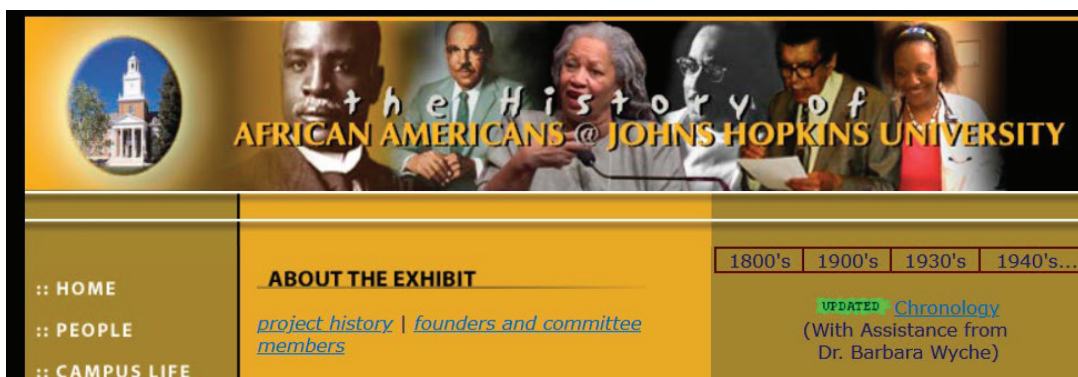 the History of
AFRICAN AMERICANS @ JOHNS HOPKINS UNIVERSITY
:: HOME
:: PEOPLE
:: CAMPUS LIFE
ABOUT THE EXHIBIT
project history | founders and committee
members
1800's 1900's 1930's 1940's...
UPDATED Chronology
(With Assistance from
Dr. Barbara Wyche)